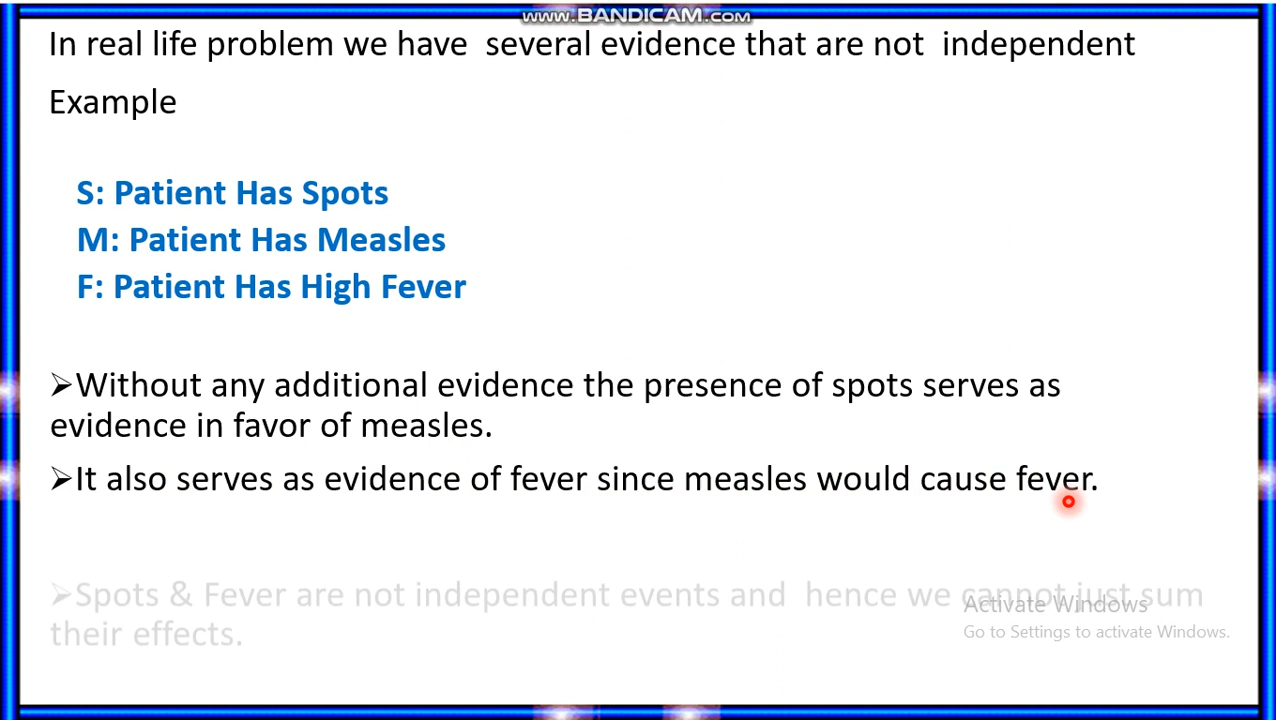 www.BANDICAM.com
In real life problem we have several evidence that are not independent
Example
S: Patient Has Spots
M: Patient Has Measles
F: Patient Has High Fever
➢Without any additional evidence the presence of spots serves as
evidence in favor of measles.
➢It also serves as evidence of fever since measles would cause fever.
➢Spots & Fever are not independent events and hence we cannot just sum
their effects.
Activate Windows
Go to Settings to activate Windows.